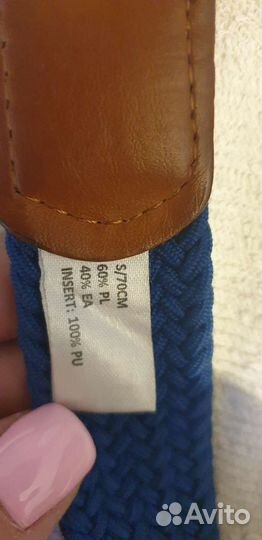 S/70CM
60% PL
40% EA
INSERT: 100% PU
Avito